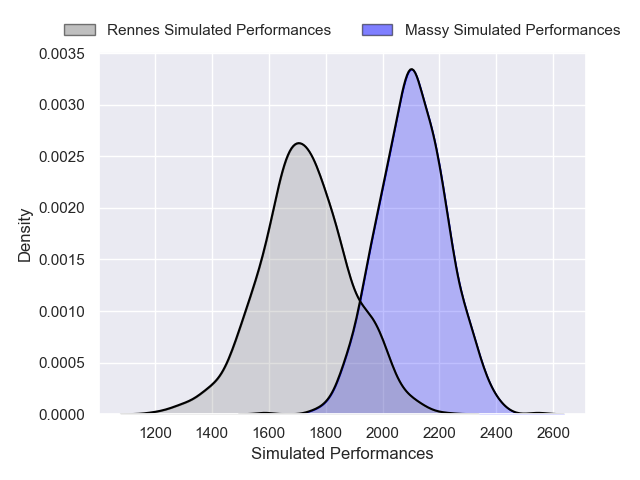 Rennes Simulated Performances Massy Simulated Performances
0.0035
0.0030
0.0025
0.0020
0.0015
0.0010
0.0005
0.0000
Density
1200 1400 1600 1800 2000 2200 2400 2600
Simulated Performances